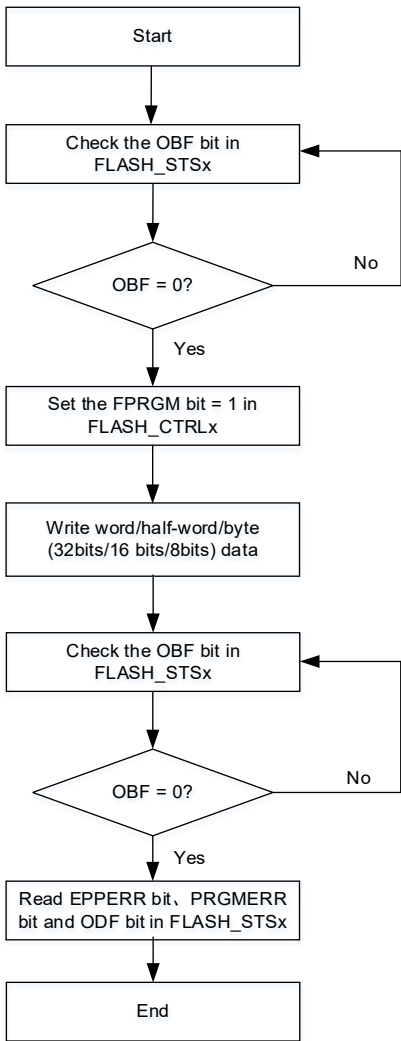 Start
Check the OBF bit in
FLASH_STSx
No
OBF = 0?
Yes
Set the FPRGM bit = 1 in
FLASH_CTRLx
Write word/half-word/byte
(32bits/16 bits/8bits) data
Check the OBF bit in
FLASH_STSx
No
OBF = 0?
Yes
Read EPPERR bit、PRGMERR
bit and ODF bit in FLASH_STSx
End